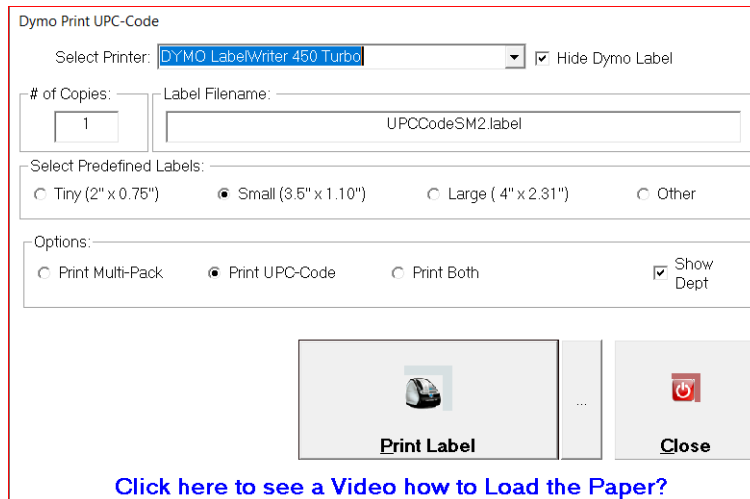 Dymo Print UPC-Code
Select Printer: DYMO LabelWriter 450 Turbo Hide Dymo Label
# of Copies: Label Filename:
1 UPCCodeSM2.label
Select Predefined Labels:
Tiny (2" x 0.75") Small (3.5" x 1.10") Large ( 4" x 2.31") Other
Options:
Print Multi-Pack Print UPC-Code Print Both Show Dept
...
Print Label Close
Click here to see a Video how to Load the Paper?